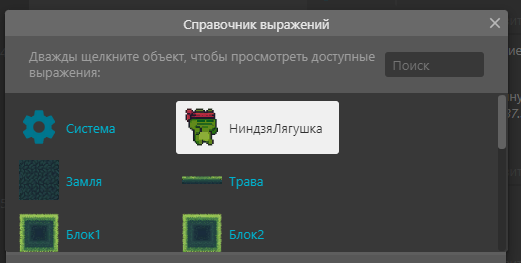 Справочник выражений
Дважды щелкните объект, чтобы просмотреть доступные
выражения:
Поиск
Система
НиндзяЛягушка
Замля
Трава
Блок1
Блок2